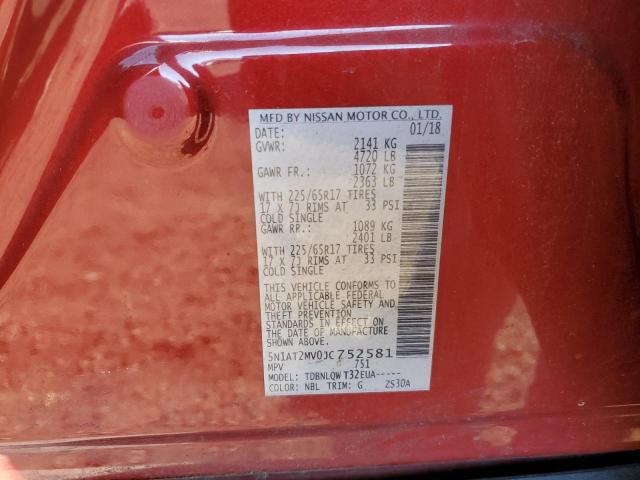 MFD BY NISSAN MOTOR CO., LTD.
DATE: 01/18
GVWR: 2141 KG
4720 LB
GAWR FR.: 1072 KG
2363 LB
WITH 225/65R17 TIRES
17 X 7J RIMS AT 33 PSI
COLD SINGLE
GAWR RR.: 1089 KG
2401 LB
WITH 225/65R17 TIRES
17 X 7J RIMS AT 33 PSI
COLD SINGLE
THIS VEHICLE CONFORMS TO
ALL APPLICABLE FEDERAL
MOTOR VEHICLE SAFETY AND
THEFT PREVENTION
STANDARDS IN EFFECT ON
THE DATE OF MANUFACTURE
SHOWN ABOVE.
5N1AT2MV0JC752581
MPV 7S1
MODEL: TDBNLQW T32EUA-----
COLOR: NBL TRIM: G ZS30A